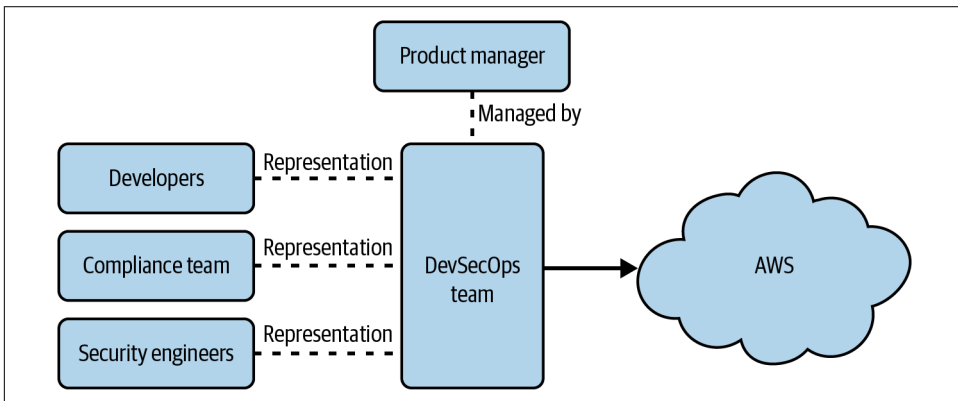 Product manager
Managed by
Representation
Developers
Representation
Compliance team
DevSecOps
team
AWS
Representation
Security engineers